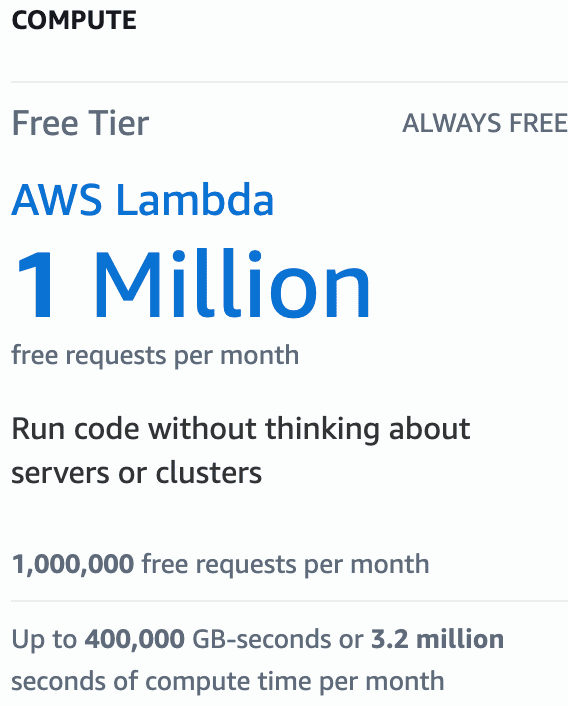 COMPUTE
Free Tier
ALWAYS FREE
AWS Lambda
1 Million
free requests per month
Run code without thinking about
servers or clusters
1,000,000 free requests per month
Up to 400,000 GB-seconds or 3.2 million
seconds of compute time per month